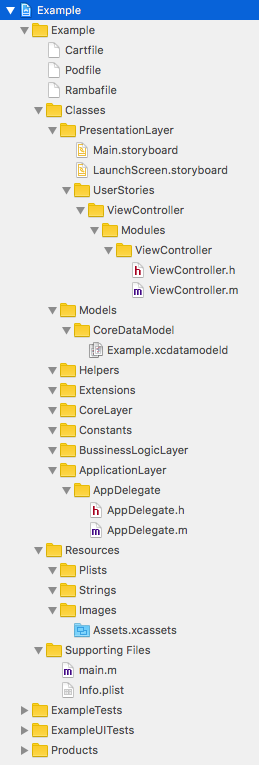 Example
Example
Cartfile
Podfile
Rambafile
Classes
PresentationLayer
Main.storyboard
LaunchScreen.storyboard
UserStories
ViewController
Modules
ViewController
h ViewController.h
m ViewController.m
Models
CoreDataModel
Example.xcdatamodeld
Helpers
Extensions
CoreLayer
Constants
BussinessLogicLayer
ApplicationLayer
AppDelegate
h AppDelegate.h
m AppDelegate.m
Resources
Plists
Strings
Images
Assets.xcassets
Supporting Files
m main.m
Info.plist
ExampleTests
ExampleUITests
Products